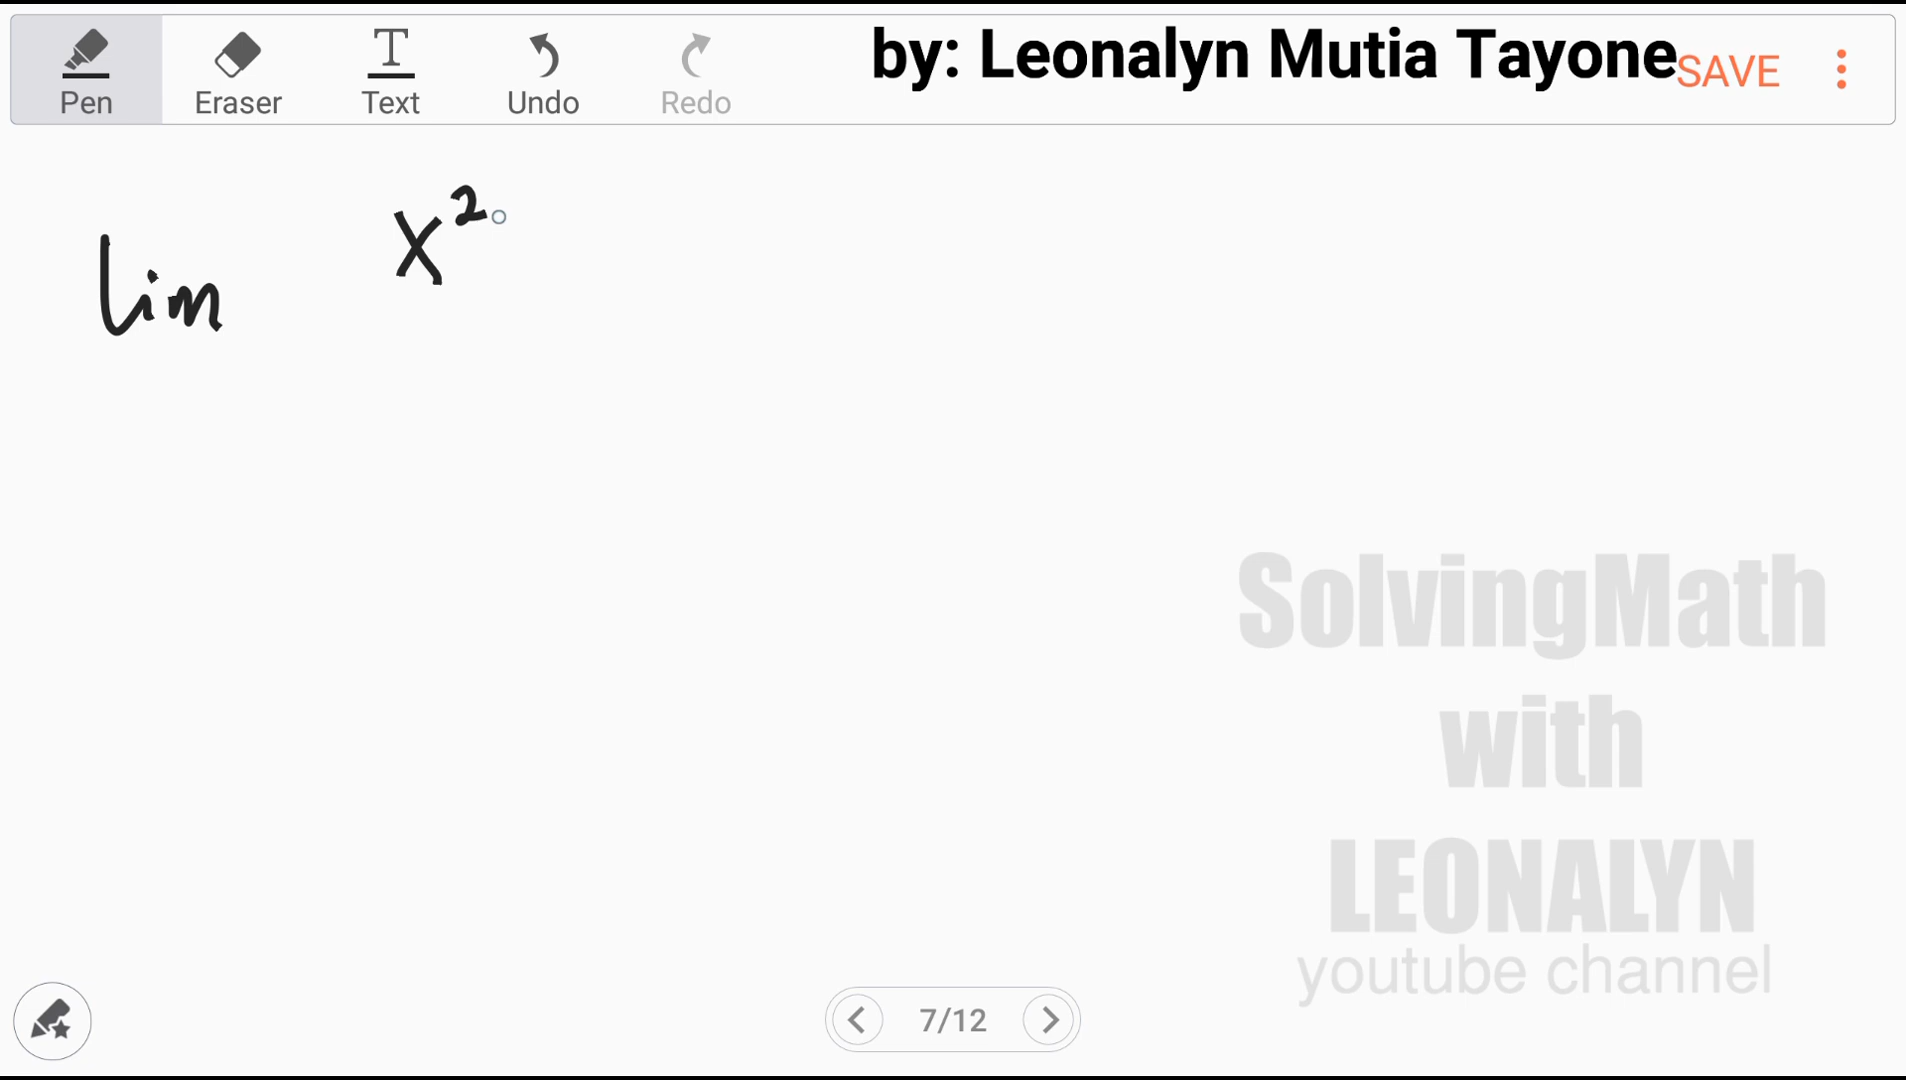 by: Leonalyn Mutia Tayone
SAVE
Pen
Eraser
Text
Undo
Redo
lim x²
SolvingMath
with
LEONALYN
youtube channel
7/12